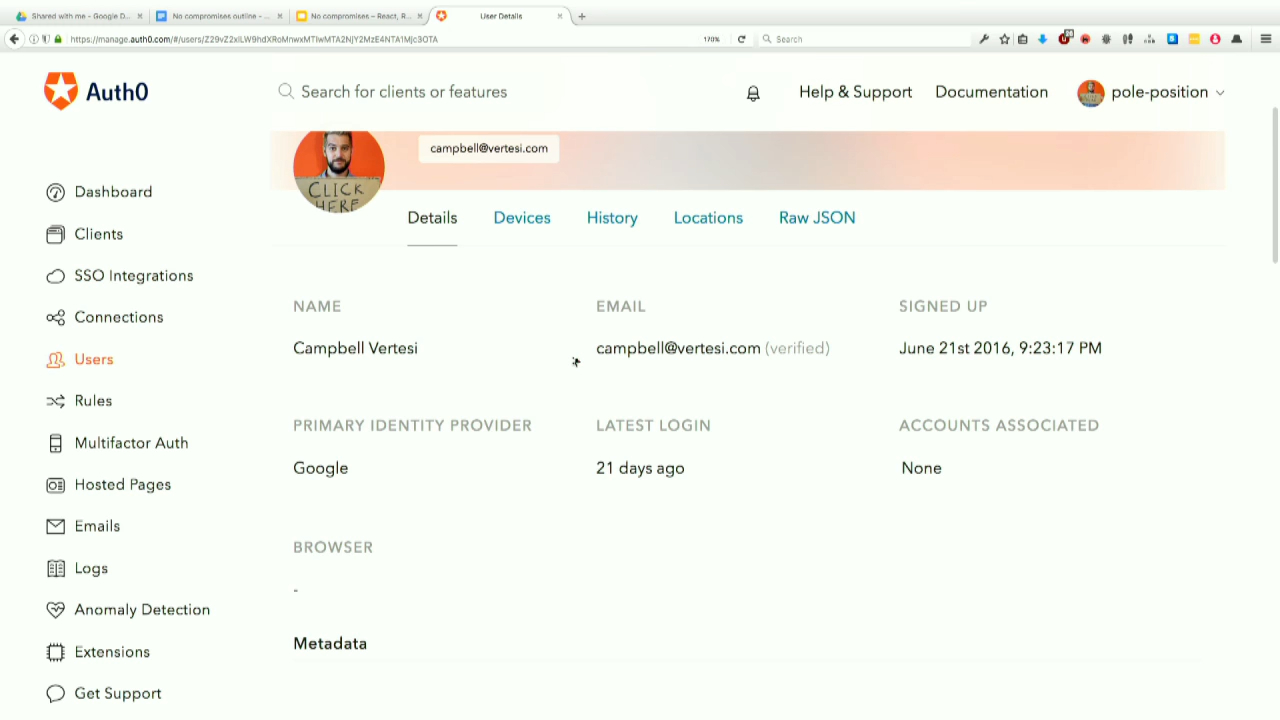 Shared with me - Google D...
No compromises outline - ...
No compromises – React, R...
User Details
https://manage.auth0.com/#/users/
170%
Search
Auth0
Search for clients or features
Help & Support
Documentation
pole-position
CLICK
HERE
campbell@vertesi.com
Details
Devices
History
Locations
Raw JSON
Dashboard
Clients
SSO Integrations
Connections
Users
Rules
Multifactor Auth
Hosted Pages
Emails
Logs
Anomaly Detection
Extensions
Get Support
NAME
Campbell Vertesi
EMAIL
campbell@vertesi.com (verified)
SIGNED UP
June 21st 2016, 9:23:17 PM
PRIMARY IDENTITY PROVIDER
Google
LATEST LOGIN
21 days ago
ACCOUNTS ASSOCIATED
None
BROWSER
-
Metadata